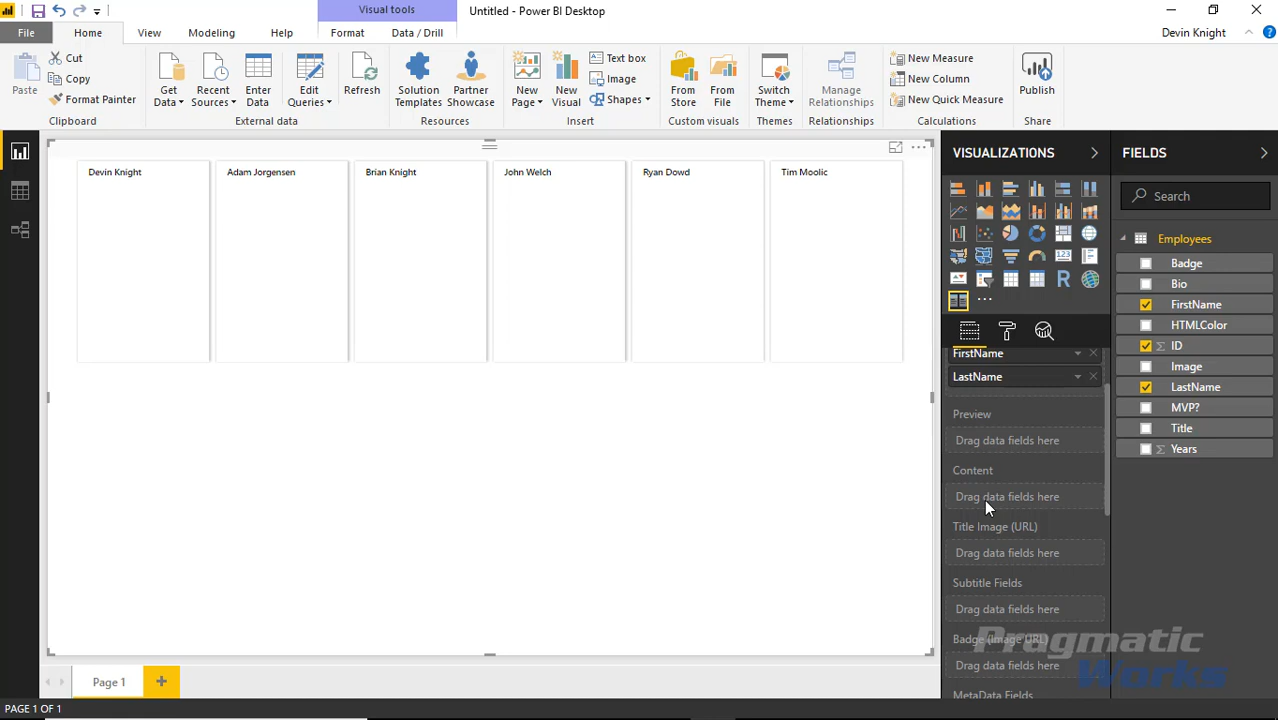 Visual tools
Untitled - Power BI Desktop
File Home View Modeling Help Format Data / Drill
Devin Knight
Paste
Cut
Copy
Format Painter
Clipboard
Get Data
Recent Sources
Enter Data
Edit Queries
Refresh
External data
Solution Templates
Partner Showcase
Resources
New Page
New Visual
Text box
Image
Shapes
Insert
From Store
From File
Custom visuals
Switch Theme
Themes
Manage Relationships
Relationships
New Measure
New Column
New Quick Measure
Calculations
Publish
Share
Devin Knight
Adam Jorgensen
Brian Knight
John Welch
Ryan Dowd
Tim Moolic
VISUALIZATIONS
123
R
FirstName
LastName
Preview
Drag data fields here
Content
Drag data fields here
Title Image (URL)
Drag data fields here
Subtitle Fields
Drag data fields here
Badge (Image URL)
Drag data fields here
MetaData Fields
FIELDS
Search
Employees
Badge
Bio
FirstName
HTMLColor
Σ ID
Image
LastName
MVP?
Title
Σ Years
Pragmatic
Works
Page 1
PAGE 1 OF 1